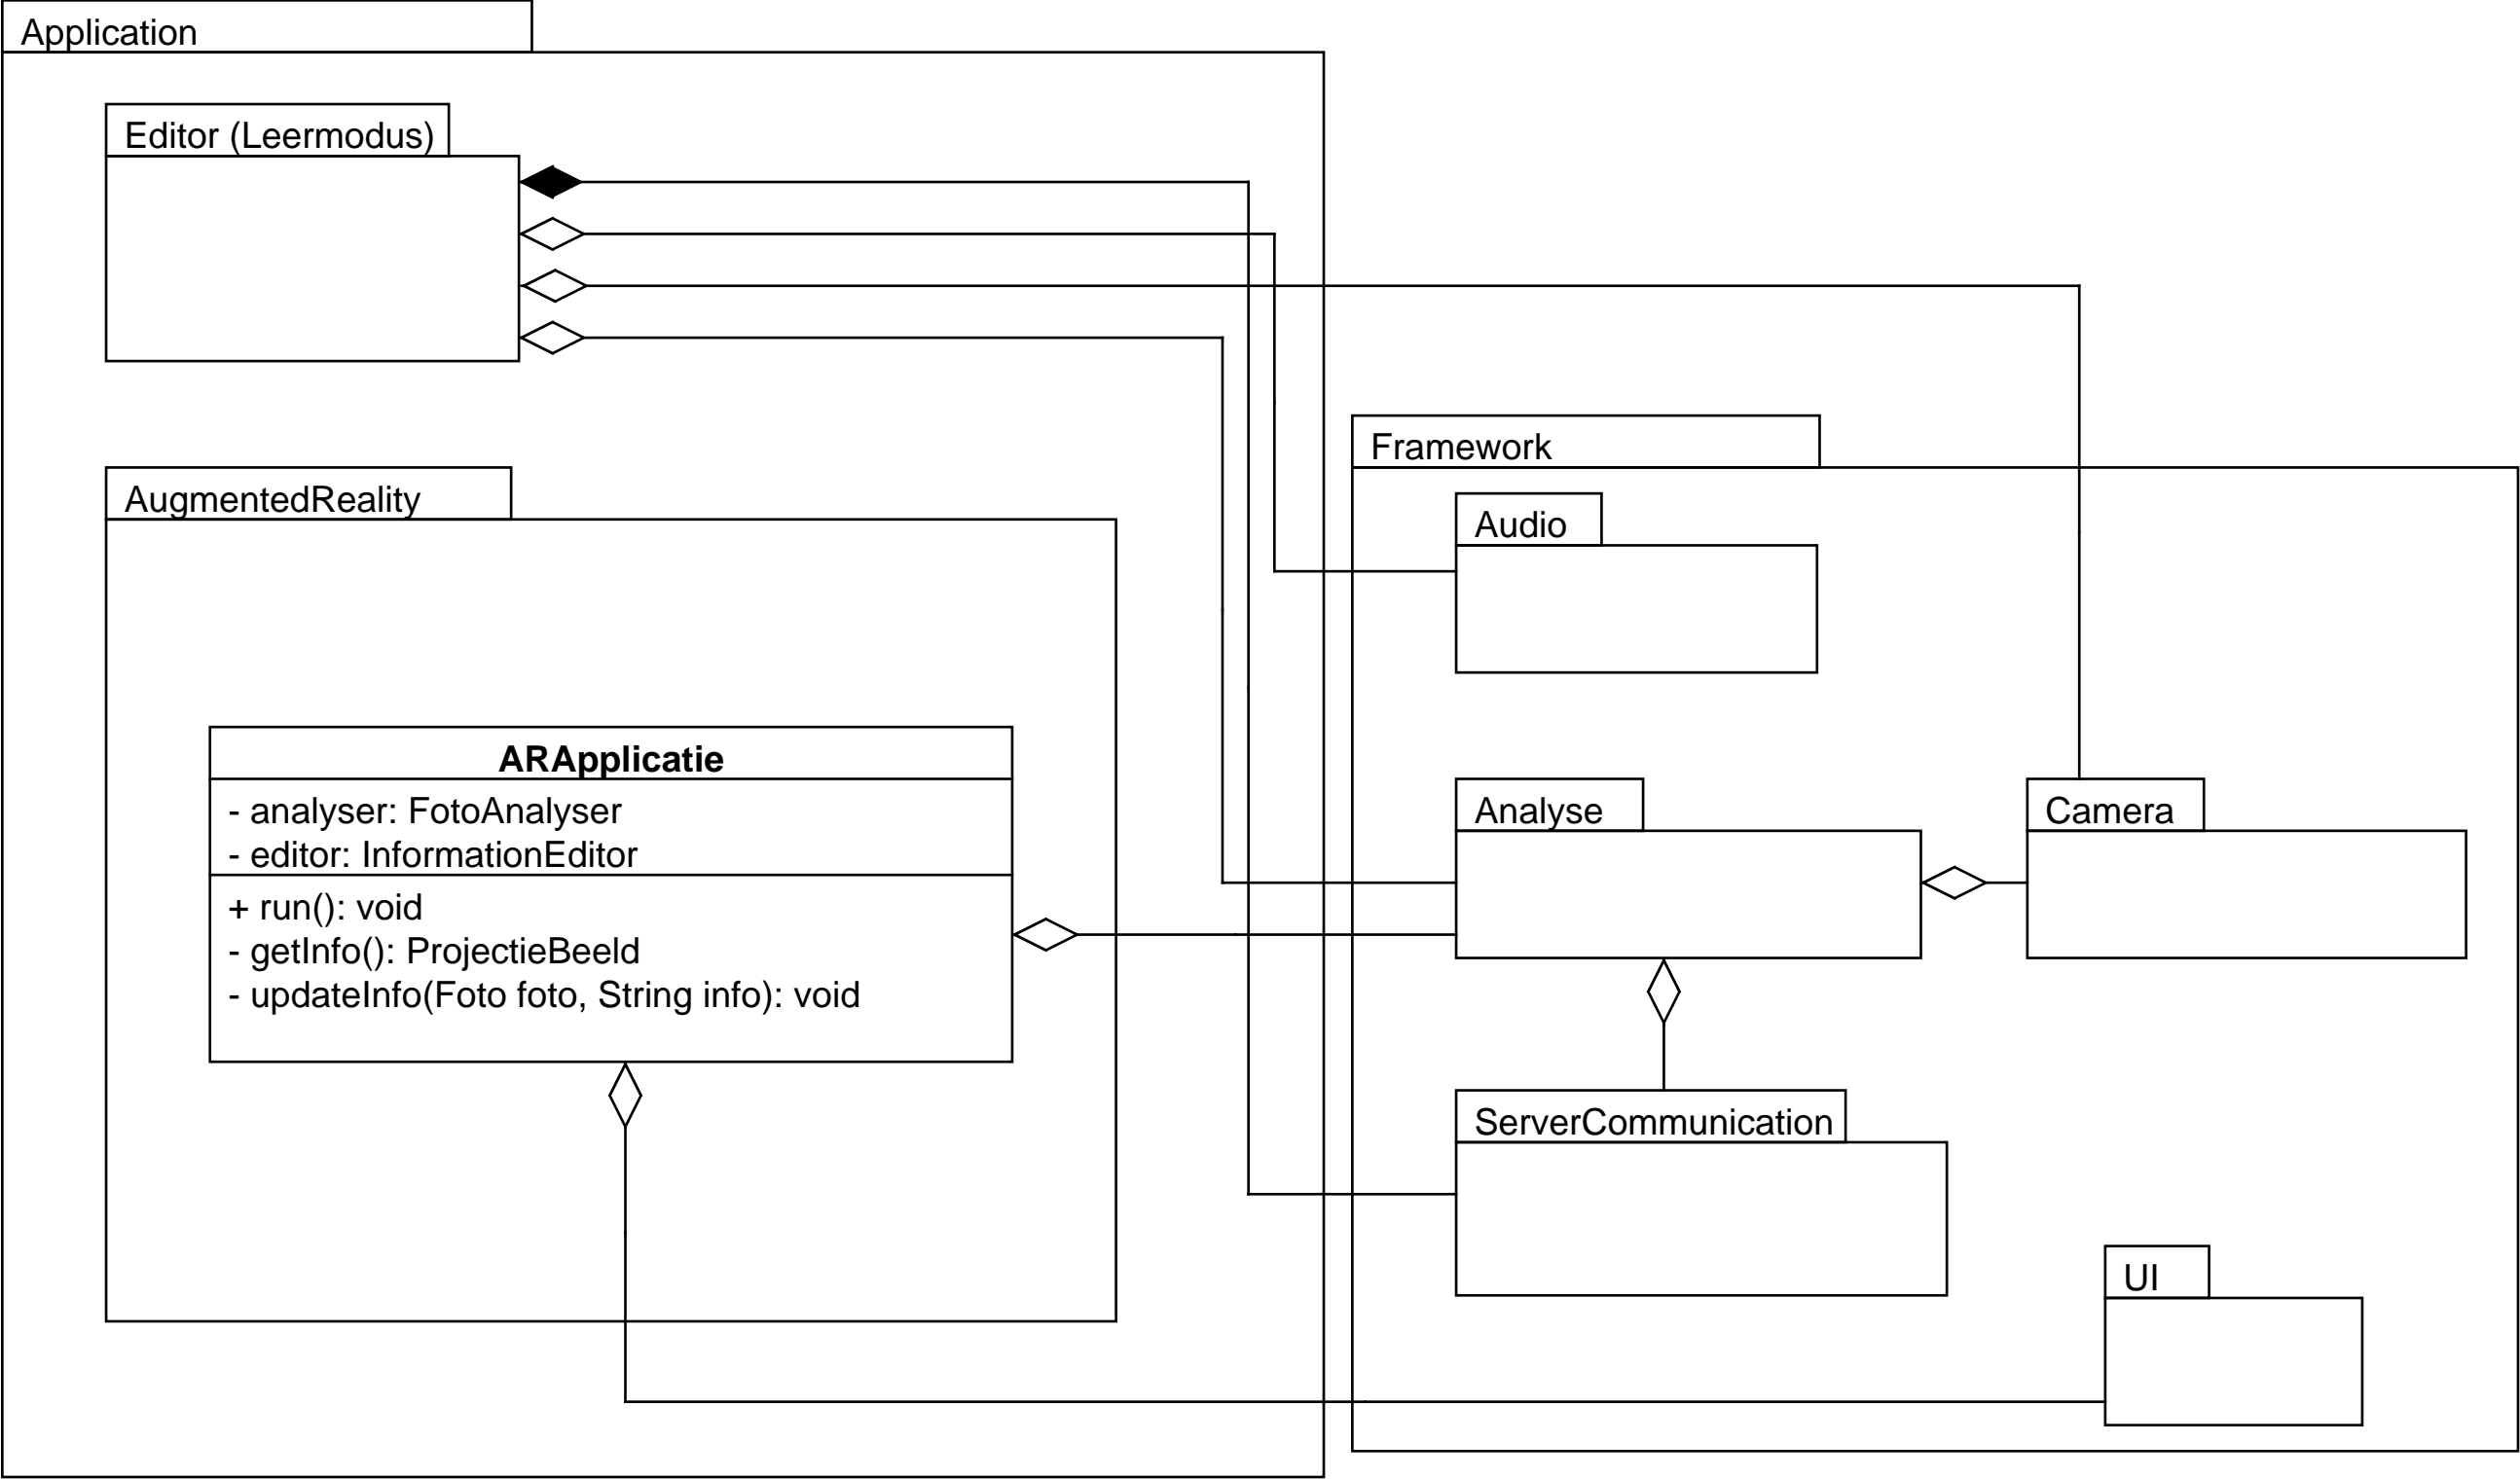 Application
Editor (Leermodus)
AugmentedReality
ARApplicatie
- analyser: FotoAnalyser
- editor: InformationEditor
+ run(): void
- getInfo(): ProjectieBeeld
- updateInfo(Foto foto, String info): void
Framework
Audio
Analyse
Camera
ServerCommunication
UI